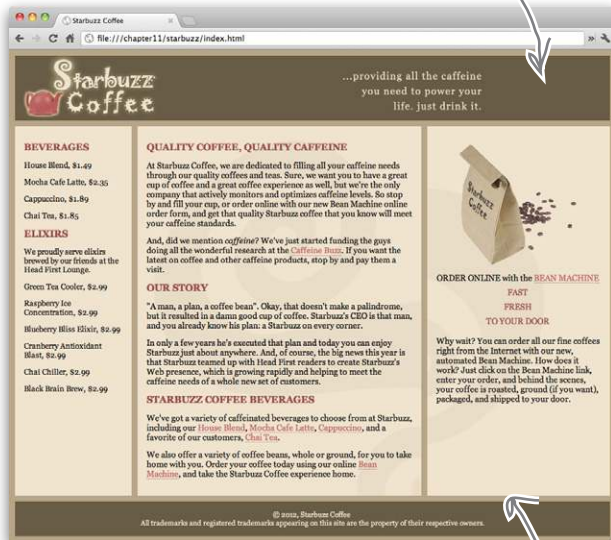 Starbuzz Coffee
file:///chapter11/starbuzz/index.html
Starbuzz
Coffee
...providing all the caffeine
you need to power your
life. just drink it.
BEVERAGES
House Blend, $1.49
Mocha Cafe Latte, $2.35
Cappuccino, $1.89
Chai Tea, $1.85
ELIXIRS
We proudly serve elixirs
brewed by our friends at the
Head First Lounge.
Green Tea Cooler, $2.99
Raspberry Ice
Concentration, $2.99
Blueberry Bliss Elixir, $2.99
Cranberry Antioxidant
Blast, $2.99
Chai Chiller, $2.99
Black Brain Brew, $2.99
QUALITY COFFEE, QUALITY CAFFEINE
At Starbuzz Coffee, we are dedicated to filling all your caffeine needs
through our quality coffees and teas. Sure, we want you to have a great
cup of coffee and a great coffee experience as well, but we're the only
company that actively monitors and optimizes caffeine levels. So stop
by and fill your cup, or order online with our new Bean Machine online
order form, and get that quality Starbuzz coffee that you know will meet
your caffeine standards.
And, did we mention caffeine? We've just started funding the guys
doing all the wonderful research at the Caffeine Buzz. If you want the
latest on coffee and other caffeine products, stop by and pay them a
visit.
OUR STORY
"A man, a plan, a coffee bean". Okay, that doesn't make a palindrome,
but it resulted in a damn good cup of coffee. Starbuzz's CEO is that man,
and you already know his plan: a Starbuzz on every corner.
In only a few years he's executed that plan and today you can enjoy
Starbuzz just about anywhere. And, of course, the big news this year is
that Starbuzz teamed up with Head First readers to create Starbuzz's
Web presence, which is growing rapidly and helping to meet the
caffeine needs of a whole new set of customers.
STARBUZZ COFFEE BEVERAGES
We've got a variety of caffeinated beverages to choose from at Starbuzz,
including our House Blend, Mocha Cafe Latte, Cappuccino, and a
favorite of our customers, Chai Tea.
We also offer a variety of coffee beans, whole or ground, for you to take
home with you. Order your coffee today using our online Bean
Machine, and take the Starbuzz Coffee experience home.
Starbuzz
Coffee
ORDER ONLINE with the BEAN MACHINE
FAST
FRESH
TO YOUR DOOR
Why wait? You can order all our fine coffees
right from the Internet with our new,
automated Bean Machine. How does it
work? Just click on the Bean Machine link,
enter your order, and behind the scenes,
your coffee is roasted, ground (if you want),
packaged, and shipped to your door.
© 2012, Starbuzz Coffee
All trademarks and registered trademarks appearing on this site are the property of their respective owners.